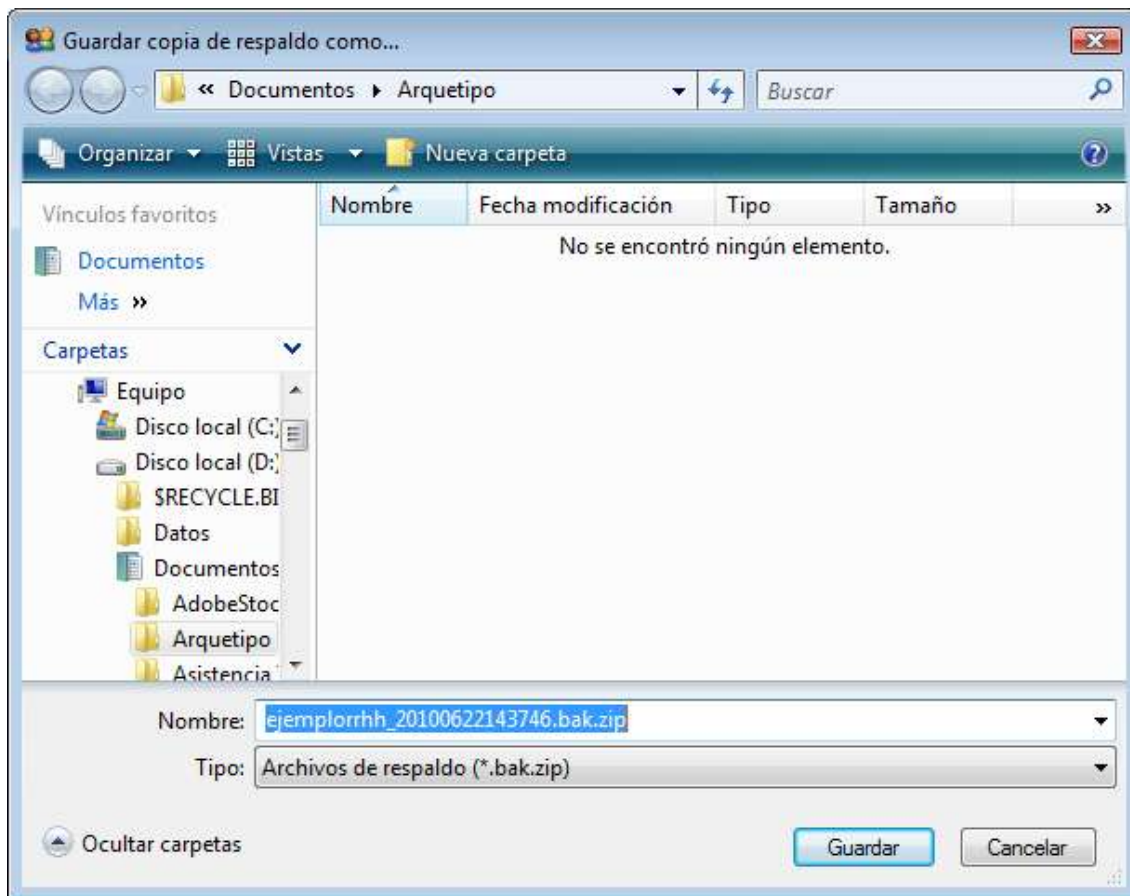 Guardar copia de respaldo como...
« Documentos Arquetipo Buscar
Organizar Vistas Nueva carpeta
Vínculos favoritos
Documentos
Más »
Carpetas
Equipo
Disco local (C:)
Disco local (D:)
$RECYCLE.BI
Datos
Documentos
AdobeStoc
Arquetipo
Asistencia
Nombre Fecha modificación Tipo Tamaño »
No se encontró ningún elemento.
Nombre: ejemplorrhh_20100622143746.bak.zip
Tipo: Archivos de respaldo (*.bak.zip)
Ocultar carpetas Guardar Cancelar